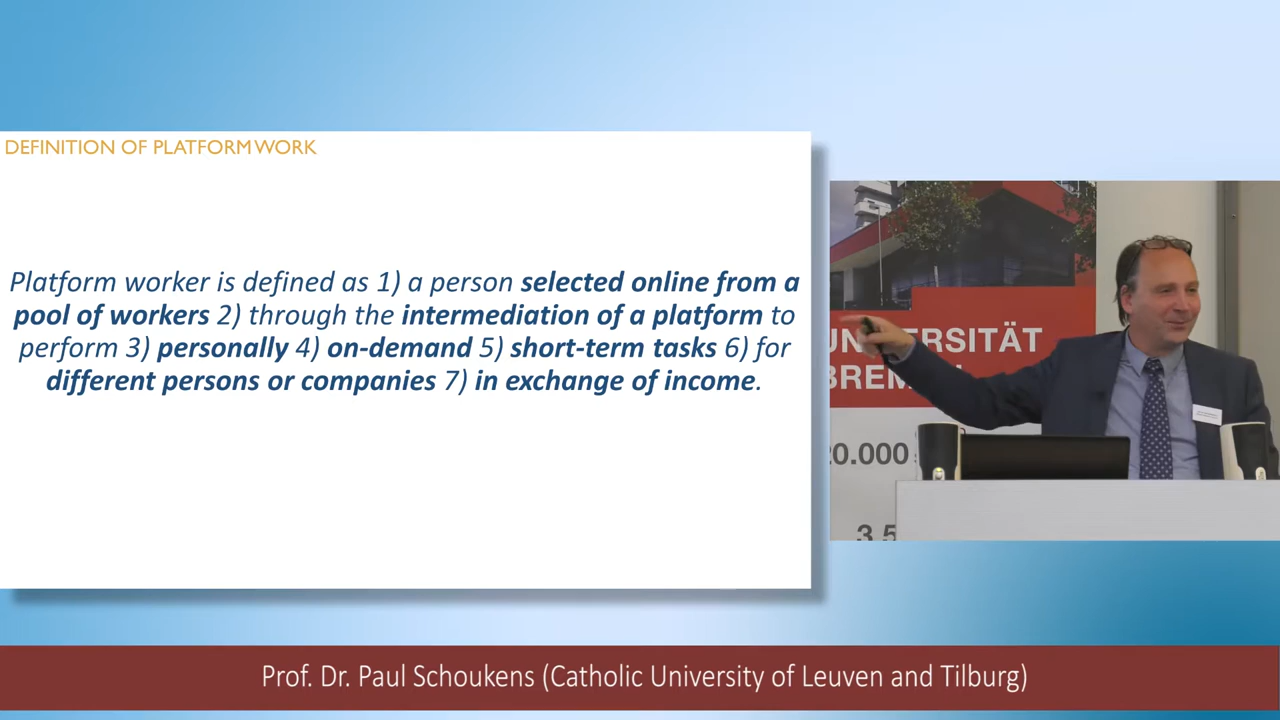 DEFINITION OF PLATFORM WORK
Platform worker is defined as 1) a person selected online from a
pool of workers 2) through the intermediation of a platform to
perform 3) personally 4) on-demand 5) short-term tasks 6) for
different persons or companies 7) in exchange of income.
UNIVERSITÄT
BREMEN
20.000
3.5
Prof. Dr. Paul Schoukens (Catholic University of Leuven and Tilburg)